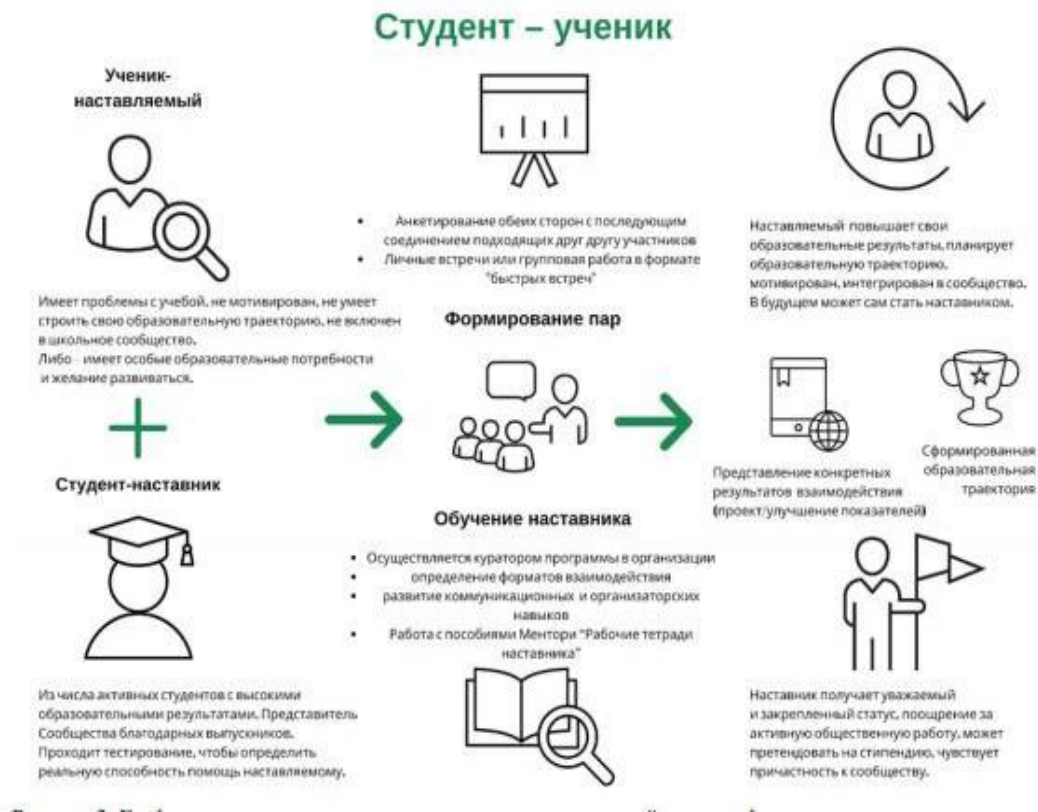 Студент – ученик
Ученик-
наставляемый
Имеет проблемы с учебой, не мотивирован, не умеет
строить свою образовательную траекторию, не включен
в школьное сообщество.
Либо - имеет особые образовательные потребности
и желание развиваться.
Студент-наставник
Из числа активных студентов с высокими
образовательными результатами. Представитель
Сообщества благодарных выпускников.
Проходит тестирование, чтобы определить
реальную способность помощь наставляемому.
• Анкетирование обеих сторон с последующим
соединением подходящих друг другу участников
• Личные встречи или групповая работа в формате
"быстрых встреч"
Формирование пар
Обучение наставника
• Осуществляется куратором программы в организации
• определение форматов взаимодействия
• развитие коммуникационных и организаторских
навыков
• Работа с пособиями Ментори "Рабочие тетради
наставника"
Наставляемый повышает свои
образовательные результаты, планирует
образовательную траекторию,
мотивирован, интегрирован в сообщество.
В будущем может сам стать наставником.
Представление конкретных
результатов взаимодействия
(проект/улучшение показателей)
Сформированная
образовательная
траектория
Наставник получает уважаемый
и закрепленный статус, поощрение за
активную общественную работу, может
претендовать на стипендию, чувствует
причастность к сообществу.